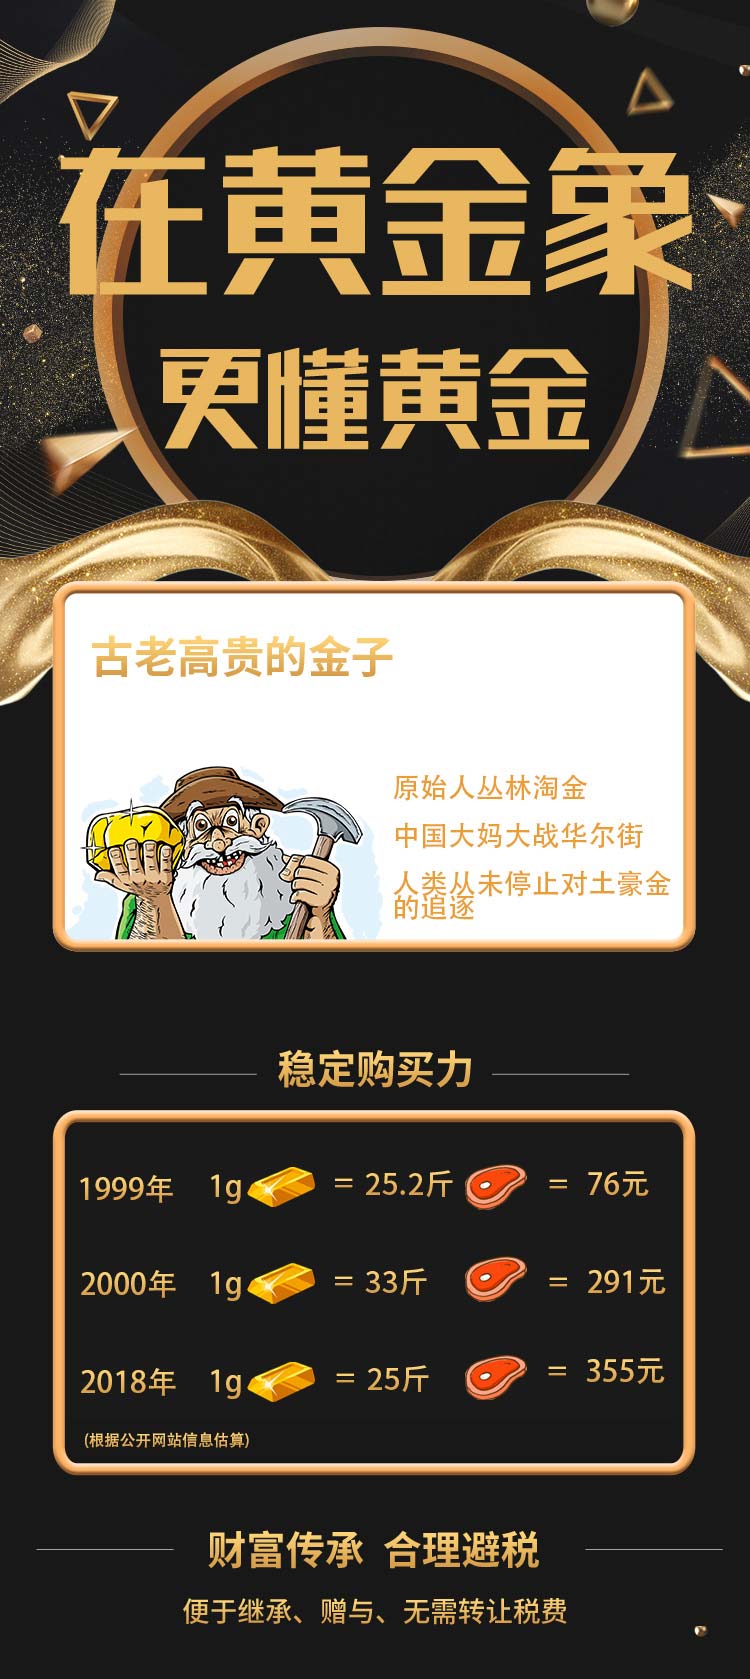 在黄金象
更懂黄金
古老高贵的金子
原始人丛林淘金
中国大妈大战华尔街
人类从未停止对土豪金
的追逐
稳定购买力
1999年 1g = 25.2斤 = 76元
2000年 1g = 33斤 = 291元
2018年 1g = 25斤 = 355元
(根据公开网站信息估算)
财富传承 合理避税
便于继承、赠与、无需转让税费